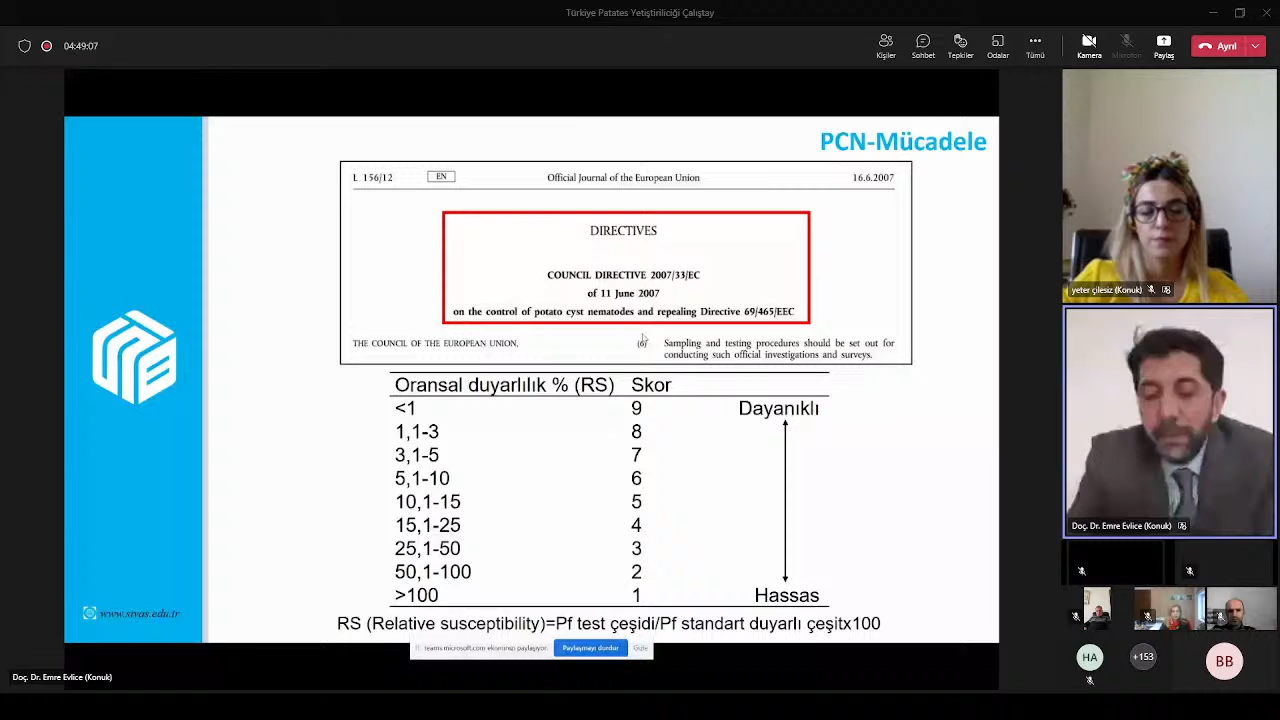 Türkiye Patates Yetiştiriciliği Çalıştay
04:49:07
Kişiler
Sohbet
Tepkiler
Odalar
Tümü
Kamera
Mikrofon
Paylaş
Ayrıl
PCN-Mücadele
L 156/12
EN
Official Journal of the European Union
16.6.2007
DIRECTIVES
COUNCIL DIRECTIVE 2007/33/EC
of 11 June 2007
on the control of potato cyst nematodes and repealing Directive 69/465/EEC
THE COUNCIL OF THE EUROPEAN UNION,
(6) Sampling and testing procedures should be set out for
conducting such official investigations and surveys.
Oransal duyarlılık % (RS) Skor
<1 9 Dayanıklı
1,1-3 8
3,1-5 7
5,1-10 6
10,1-15 5
15,1-25 4
25,1-50 3
50,1-100 2
>100 1 Hassas
RS (Relative susceptibility)=Pf test çeşidi/Pf standart duyarlı çeşitx100
www.sivas.edu.tr
teams.microsoft.com ekranınızı paylaşıyor.
Paylaşmayı durdur
Gizle
Doç. Dr. Emre Evlice (Konuk)
yeter çilesiz (Konuk)
Doç. Dr. Emre Evlice (Konuk)
HA
+153
BB